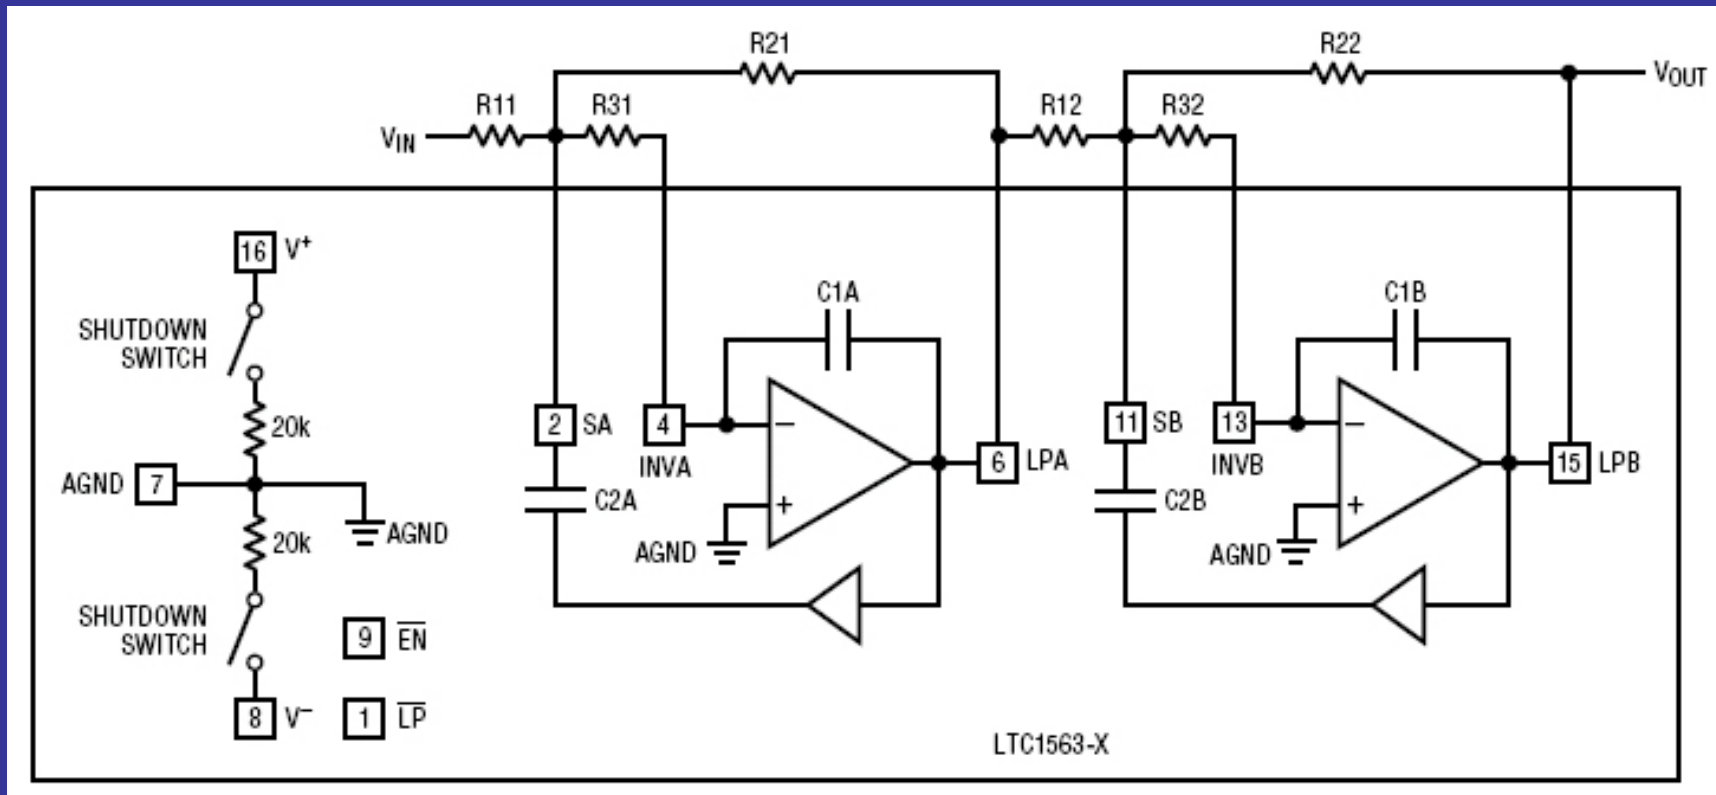 R21
R22
VOUT
R11
R31
R12
R32
VIN
16 V+
SHUTDOWN
SWITCH
20k
AGND 7
AGND
20k
SHUTDOWN
SWITCH
9 EN
8 V−
1 LP
C1A
2 SA
4
INVA
−
+
6 LPA
C2A
AGND
C1B
11 SB
13
INVB
−
+
15 LPB
C2B
AGND
LTC1563-X